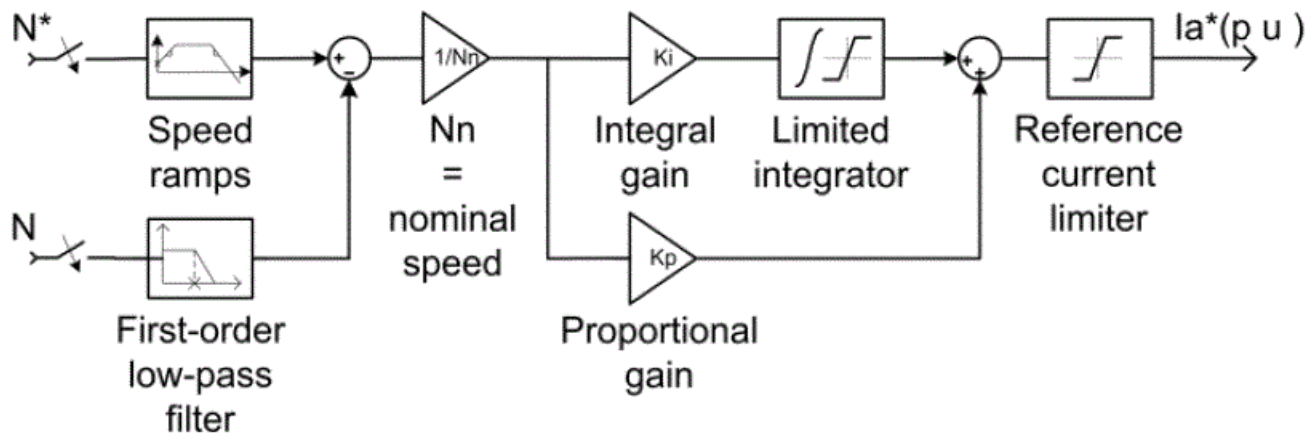 N*
Ia*(p u )
+
-
1/Nn
Ki
+
+
Speed
ramps
Nn
=
nominal
speed
Integral
gain
Limited
integrator
Reference
current
limiter
N
Kp
First-order
low-pass
filter
Proportional
gain